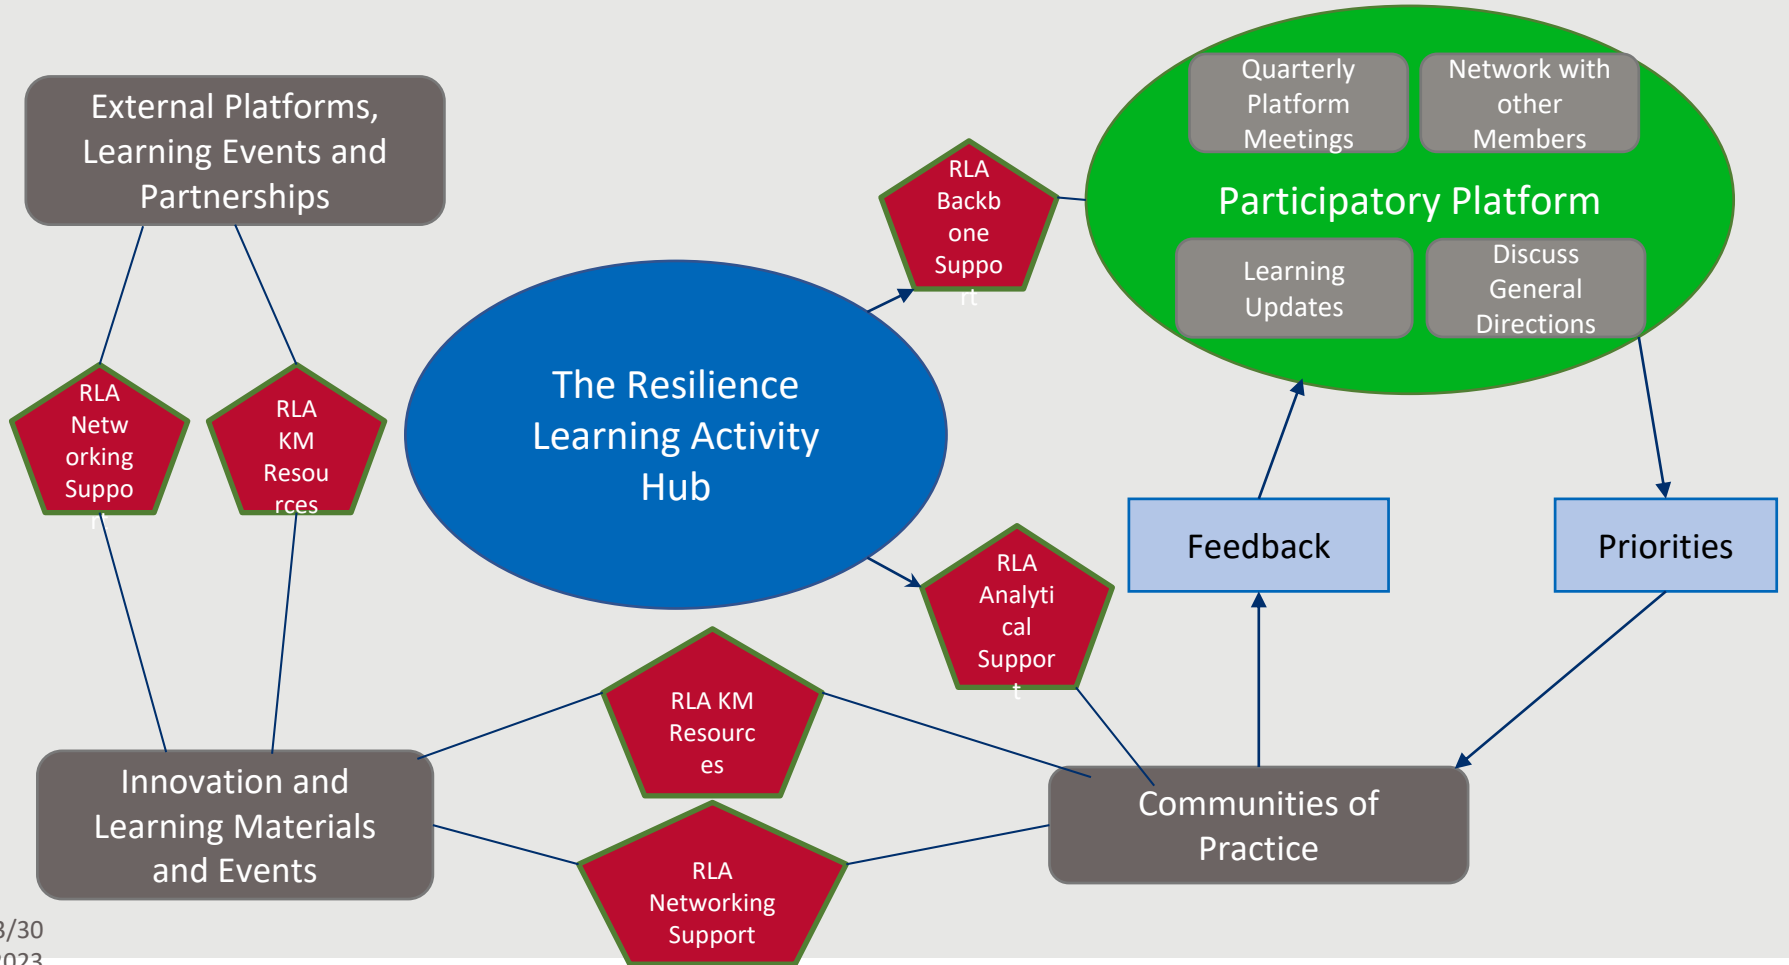 External Platforms,
Learning Events and
Partnerships
Quarterly
Platform
Meetings
Network with
other
Members
Participatory Platform
Learning
Updates
Discuss
General
Directions
RLA
Backb
one
Suppo
rt
The Resilience
Learning Activity
Hub
RLA
Netw
orking
Suppo
RLA
KM
Resou
rces
Feedback
Priorities
RLA
Analyti
cal
Suppor
t
RLA KM
Resourc
es
Innovation and
Learning Materials
and Events
Communities of
Practice
RLA
Networking
Support
/30
2023